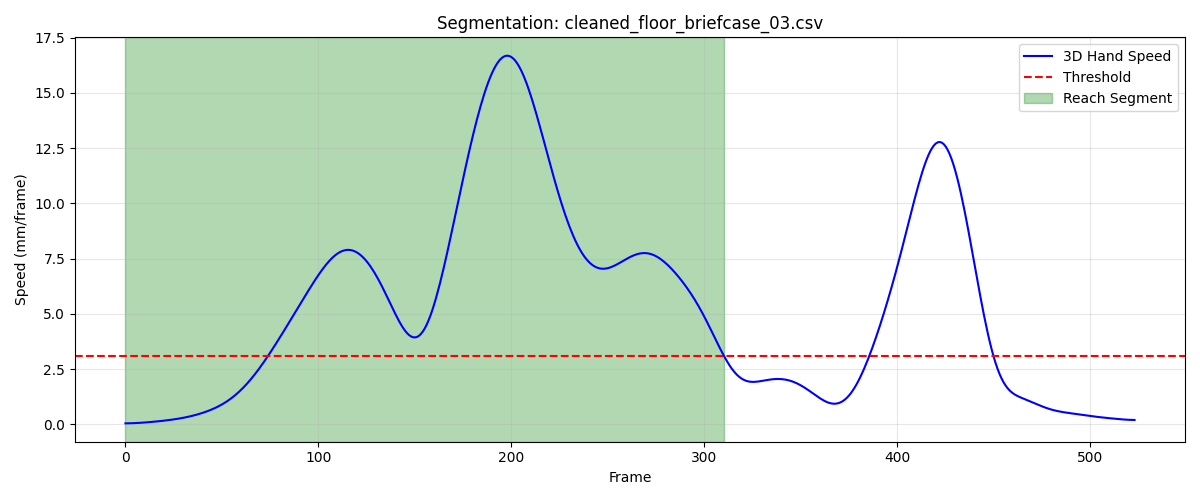 Segmentation: cleaned_floor_briefcase_03.csv
17.5
15.0
12.5
10.0
7.5
5.0
2.5
0.0
Speed (mm/frame)
3D Hand Speed
Threshold
Reach Segment
0 100 200 300 400 500
Frame